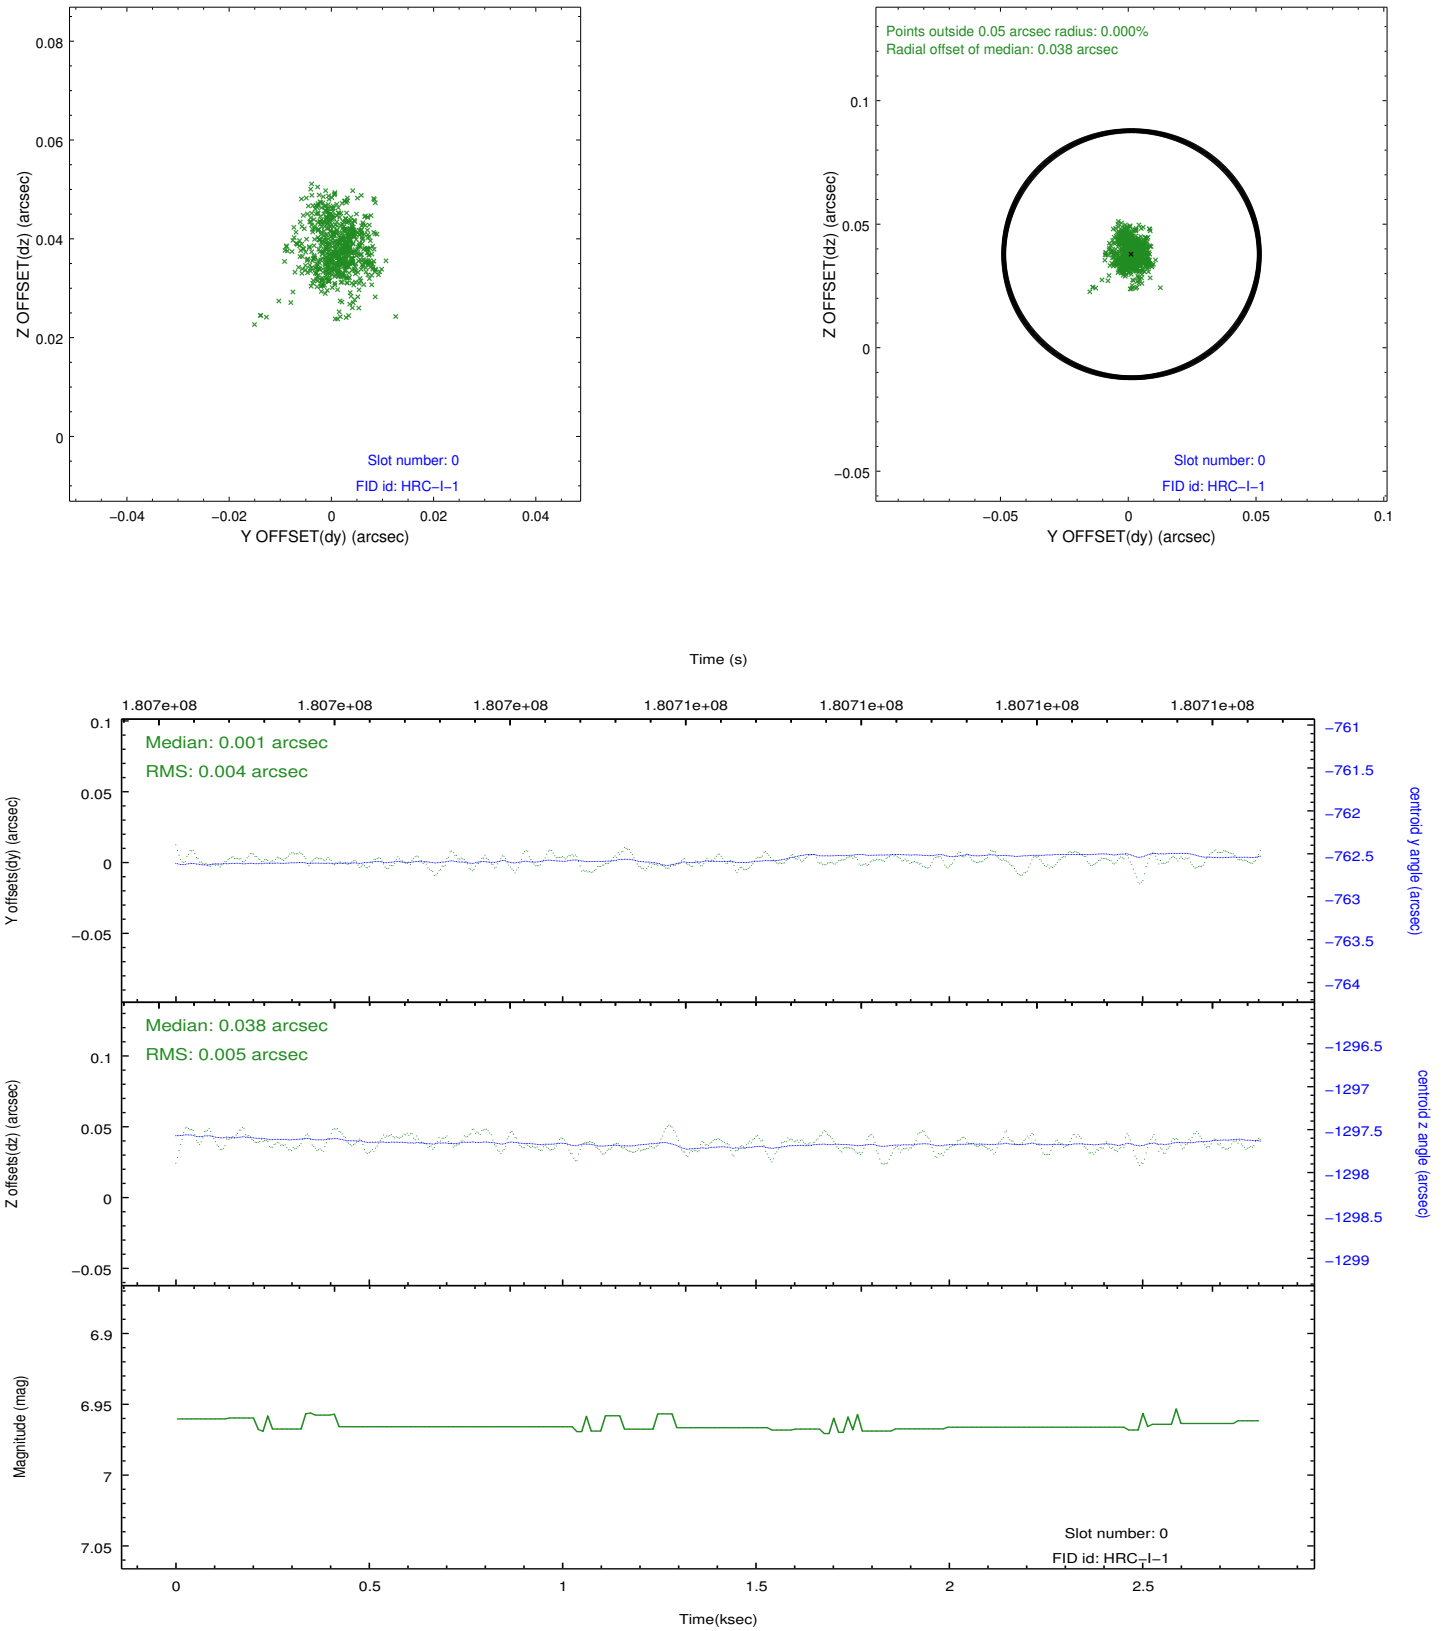 0.08
0.06
0.04
0.02
0
Z OFFSET(dz) (arcsec)
Slot number: 0
FID id: HRC−I−1
−0.04 −0.02 0 0.02 0.04
Y OFFSET(dy) (arcsec)
Points outside 0.05 arcsec radius: 0.000%
Radial offset of median: 0.038 arcsec
0.1
0.05
0
−0.05
Z OFFSET(dz) (arcsec)
Slot number: 0
FID id: HRC−I−1
−0.05 0 0.05 0.1
Y OFFSET(dy) (arcsec)
Time (s)
1.807e+08 1.807e+08 1.807e+08 1.8071e+08 1.8071e+08 1.8071e+08 1.8071e+08
Median: 0.001 arcsec
RMS: 0.004 arcsec
0.1
0.05
0
−0.05
Y offsets(dy) (arcsec)
−761
−761.5
−762
−762.5
−763
−763.5
−764
centroid y angle (arcsec)
Median: 0.038 arcsec
RMS: 0.005 arcsec
0.1
0.05
0
−0.05
Z offsets(dz) (arcsec)
−1296.5
−1297
−1297.5
−1298
−1298.5
−1299
centroid z angle (arcsec)
6.9
6.95
7
7.05
Magnitude (mag)
Slot number: 0
FID id: HRC−I−1
0 0.5 1 1.5 2 2.5
Time(ksec)